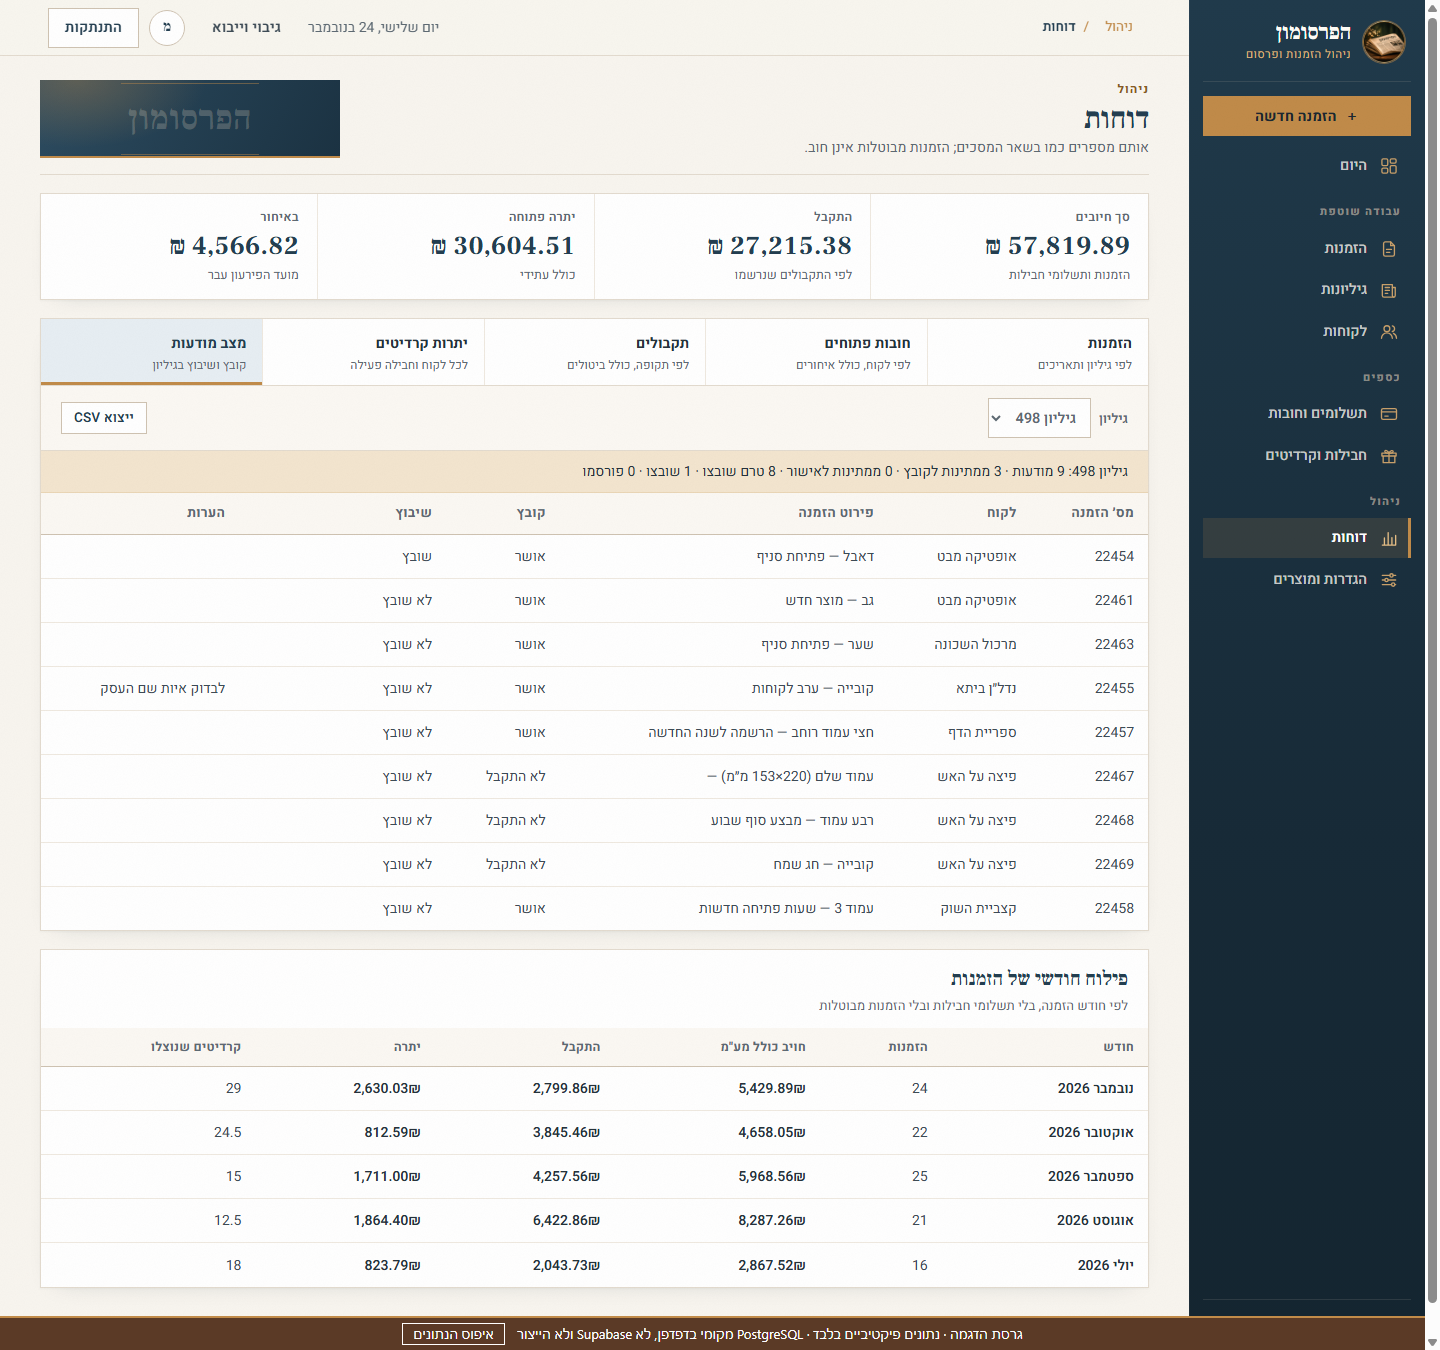 הפרסומון
ניהול הזמנות ופרסום
+ הזמנה חדשה
היום
עבודה שוטפת
הזמנות
גיליונות
לקוחות
כספים
תשלומים וחובות
חבילות וקרדיטים
ניהול
דוחות
הגדרות ומוצרים
ניהול / דוחות
יום שלישי, 24 בנובמבר
גיבוי וייבוא
מ
התנתקות
ניהול
דוחות
אותם מספרים כמו בשאר המסכים; הזמנות מבוטלות אינן חוב.
הפרסומון
סך חיובים
57,819.89 ₪
הזמנות ותשלומי חבילות
התקבל
27,215.38 ₪
לפי התקבולים שנרשמו
יתרה פתוחה
30,604.51 ₪
כולל עתידי
באיחור
4,566.82 ₪
מועד הפירעון עבר
הזמנות
לפי גיליון ותאריכים
חובות פתוחים
לפי לקוח, כולל איחורים
תקבולים
לפי תקופה, כולל ביטולים
יתרות קרדיטים
לכל לקוח וחבילה פעילה
מצב מודעות
קובץ ושיבוץ בגיליון
גיליון
גיליון 498
ייצוא CSV
גיליון 498: 9 מודעות · 3 ממתינות לקובץ · 0 ממתינות לאישור · 8 טרם שובצו · 1 שובצו · 0 פורסמו
מס׳ הזמנה לקוח פירוט הזמנה קובץ שיבוץ הערות
22454 אופטיקה מבט דאבל — פתיחת סניף אושר שובץ
22461 אופטיקה מבט גב — מוצר חדש אושר לא שובץ
22463 מרכול השכונה שער — פתיחת סניף אושר לא שובץ
22455 נדל״ן ביתא קובייה — ערב לקוחות אושר לא שובץ לבדוק איות שם העסק
22457 ספריית הדף חצי עמוד רוחב — הרשמה לשנה החדשה אושר לא שובץ
22467 פיצה על האש עמוד שלם (220×153 מ״מ) — לא התקבל לא שובץ
22468 פיצה על האש רבע עמוד — מבצע סוף שבוע לא התקבל לא שובץ
22469 פיצה על האש קובייה — חג שמח לא התקבל לא שובץ
22458 קצביית השוק עמוד 3 — שעות פתיחה חדשות אושר לא שובץ
פילוח חודשי של הזמנות
לפי חודש הזמנה, בלי תשלומי חבילות ובלי הזמנות מבוטלות
חודש הזמנות חויב כולל מע"מ התקבל יתרה קרדיטים שנוצלו
נובמבר 2026 24 ₪5,429.89 ₪2,799.86 ₪2,630.03 29
אוקטובר 2026 22 ₪4,658.05 ₪3,845.46 ₪812.59 24.5
ספטמבר 2026 25 ₪5,968.56 ₪4,257.56 ₪1,711.00 15
אוגוסט 2026 21 ₪8,287.26 ₪6,422.86 ₪1,864.40 12.5
יולי 2026 16 ₪2,867.52 ₪2,043.73 ₪823.79 18
גרסת הדגמה · נתונים פיקטיביים בלבד · PostgreSQL מקומי בדפדפן, לא Supabase ולא הייצור
איפוס הנתונים